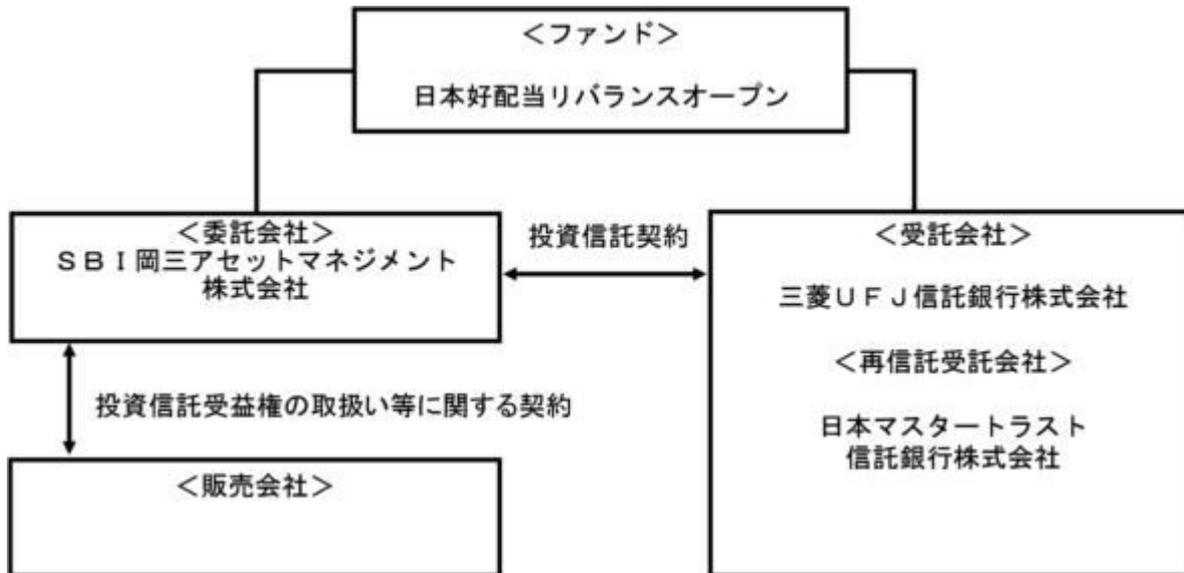 ＜ファンド＞
日本好配当リバランスオープン
＜委託会社＞
ＳＢＩ岡三アセットマネジメント
株式会社
投資信託契約
＜受託会社＞
三菱ＵＦＪ信託銀行株式会社
＜再信託受託会社＞
日本マスタートラスト
信託銀行株式会社
投資信託受益権の取扱い等に関する契約
＜販売会社＞